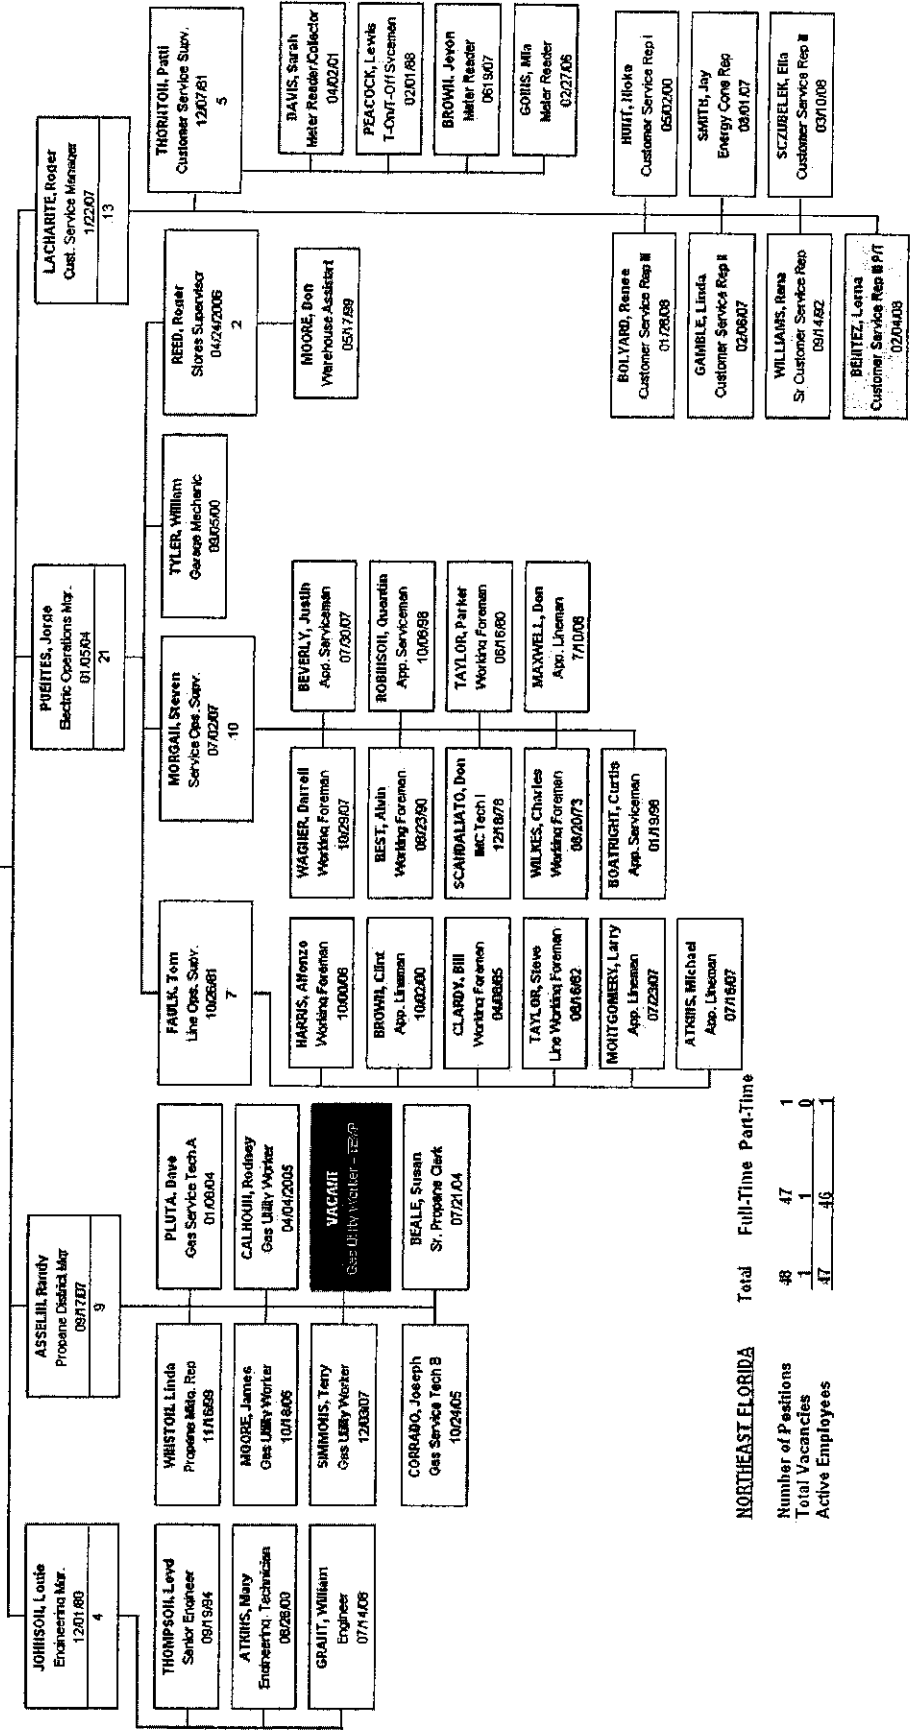 JOHNSON, Louie
Engineering Mgr.
12/01/80
4
THOMPSON, Loyd
Senior Engineer
09/19/94
ATKINS, Mary
Engineering Technician
GRANT, William
Engineer
07/14/08
ASSELIN, Randy
Propane District Mgr
09/17/07
9
WINSTON, Linda
Propane Mktg. Rep
11/16/99
PLUTA, Dave
Gas Service Tech A
MOORE, James
Gas Utility Worker
10/18/06
CALHOUN, Rodney
Gas Utility Worker
04/04/2005
SIMMONS, Terry
Gas Utility Worker
12/03/07
VACANT
Gas Utility Worker - TEMP
CORRADO, Joseph
Gas Service Tech B
10/24/05
BEALE, Susan
Sr. Propane Clerk
07/21/04
PUENTES, Jorge
Electric Operations Mgr.
01/05/04
21
FAULK, Tom
Line Ops. Supv.
10/26/81
7
HARRIS, Alfonzo
Working Foreman
BROWN, Clint
App. Lineman
10/02/00
CLARDY, Bill
Working Foreman
TAYLOR, Steve
Line Working Foreman
08/16/82
MONTGOMERY, Larry
App. Lineman
07/23/07
ATKINS, Michael
App. Lineman
07/16/07
MORGAN, Steven
Service Ops. Supv.
07/02/07
10
WAGNER, Darrell
Working Foreman
10/29/07
BEVERLY, Justin
App. Serviceman
07/30/07
BEST, Alvin
Working Foreman
08/23/90
ROBINSON, Quentin
App. Serviceman
10/06/98
SCANDALIATO, Don
IMC Tech I
12/18/78
TAYLOR, Parker
Working Foreman
06/16/80
WILKES, Charles
Working Foreman
08/20/73
MAXWELL, Don
App. Lineman
7/10/08
BOATRIGHT, Curtis
App. Serviceman
01/19/98
TYLER, William
Garage Mechanic
09/05/00
REED, Roger
Stores Supervisor
04/24/2006
2
MOORE, Don
Warehouse Assistant
05/17/99
LACHARITE, Roger
Cust. Service Manager
1/22/07
13
THORNTON, Patti
Customer Service Supv.
12/07/81
5
DAVIS, Sarah
Meter Reader/Collector
04/02/01
PEACOCK, Lewis
T-On/T-Off Svceman
02/01/88
BROWN, Jevon
Meter Reader
06/19/07
GOINS, Mia
Meter Reader
02/27/06
BOLYARD, Renee
Customer Service Rep III
01/28/08
HUNT, Nioka
Customer Service Rep I
05/02/00
GAMBLE, Linda
Customer Service Rep II
02/06/07
SMITH, Jay
Energy Cons Rep
08/01/07
WILLIAMS, Rena
Sr Customer Service Rep
09/14/92
SCZUBELEK, Ella
Customer Service Rep II
03/10/08
BENITEZ, Lorna
Customer Service Rep III P/T
02/04/08
NORTHEAST FLORIDA Total Full-Time Part-Time
Number of Positions 48 47 1
Total Vacancies 1 1 0
Active Employees 47 46 1